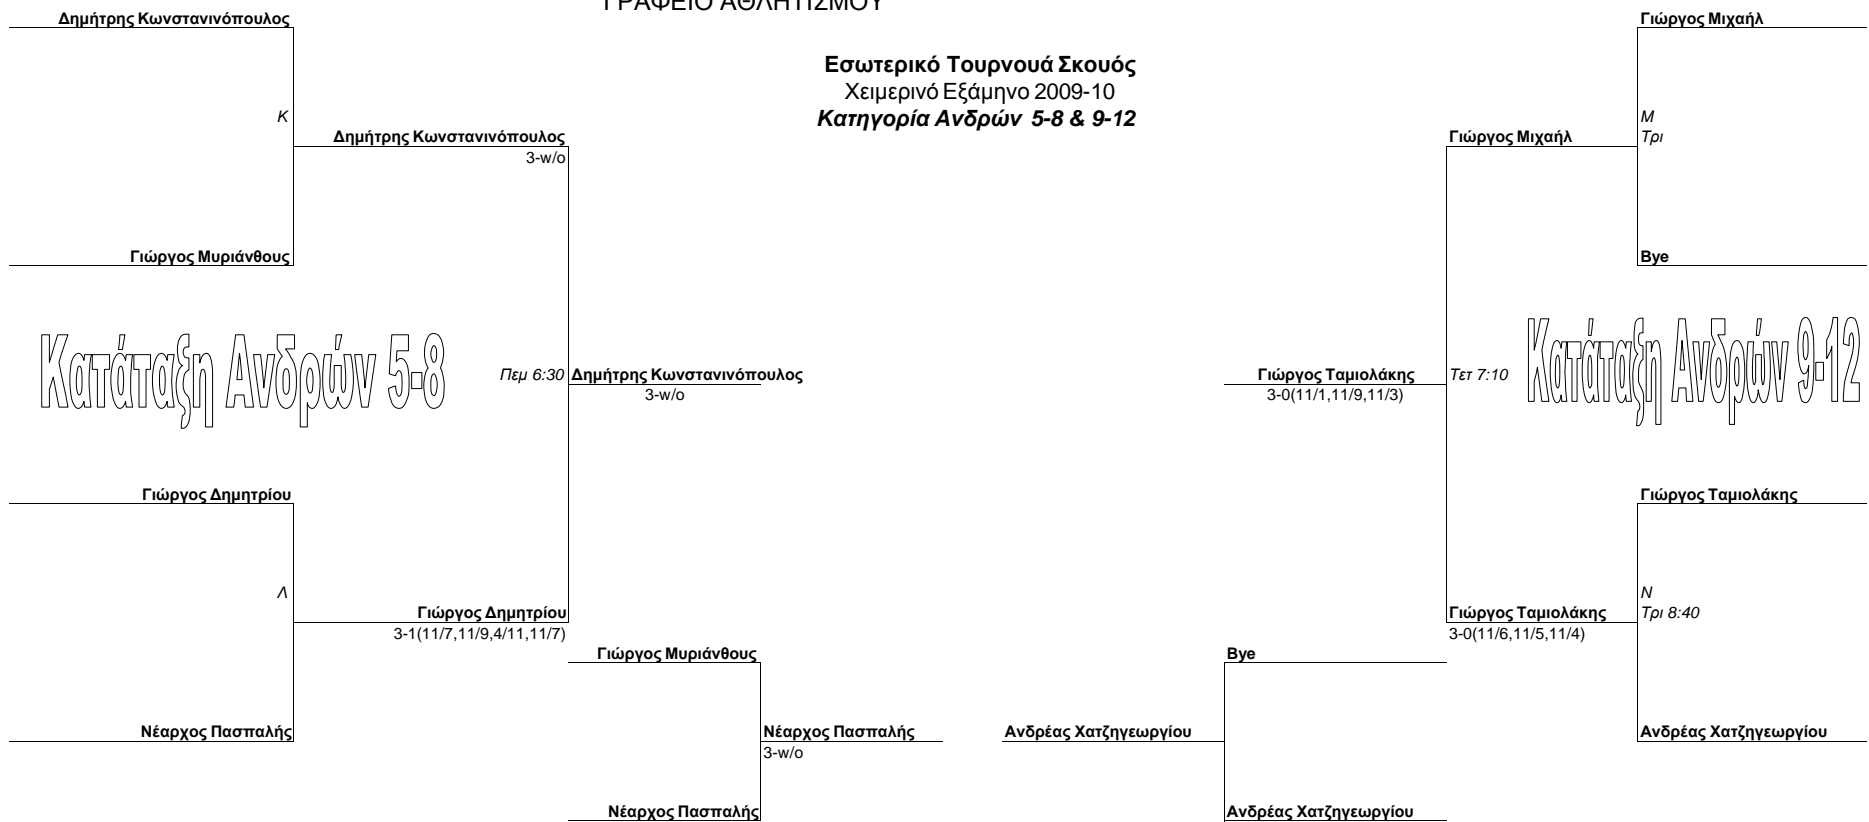 ΓΡΑΦΕΙΟ ΑΘΛΗΤΙΣΜΟΥ
Εσωτερικό Τουρνουά Σκουός
Χειμερινό Εξάμηνο 2009-10
Κατηγορία Ανδρών 5-8 & 9-12
Δημήτρης Κωνστανινόπουλος
Κ
Δημήτρης Κωνστανινόπουλος
3-w/o
Γιώργος Μυριάνθους
Κατάταξη Ανδρών 5-8
Πεμ 6:30
Δημήτρης Κωνστανινόπουλος
3-w/o
Γιώργος Δημητρίου
Λ
Γιώργος Δημητρίου
3-1(11/7,11/9,4/11,11/7)
Νέαρχος Πασπαλής
Γιώργος Μυριάνθους
Νέαρχος Πασπαλής
3-w/o
Νέαρχος Πασπαλής
Γιώργος Μιχαήλ
Μ
Τρι
Γιώργος Μιχαήλ
Bye
Κατάταξη Ανδρών 9-12
Τετ 7:10
Γιώργος Ταμιολάκης
3-0(11/1,11/9,11/3)
Γιώργος Ταμιολάκης
Ν
Τρι 8:40
Γιώργος Ταμιολάκης
3-0(11/6,11/5,11/4)
Ανδρέας Χατζηγεωργίου
Bye
Ανδρέας Χατζηγεωργίου
Ανδρέας Χατζηγεωργίου